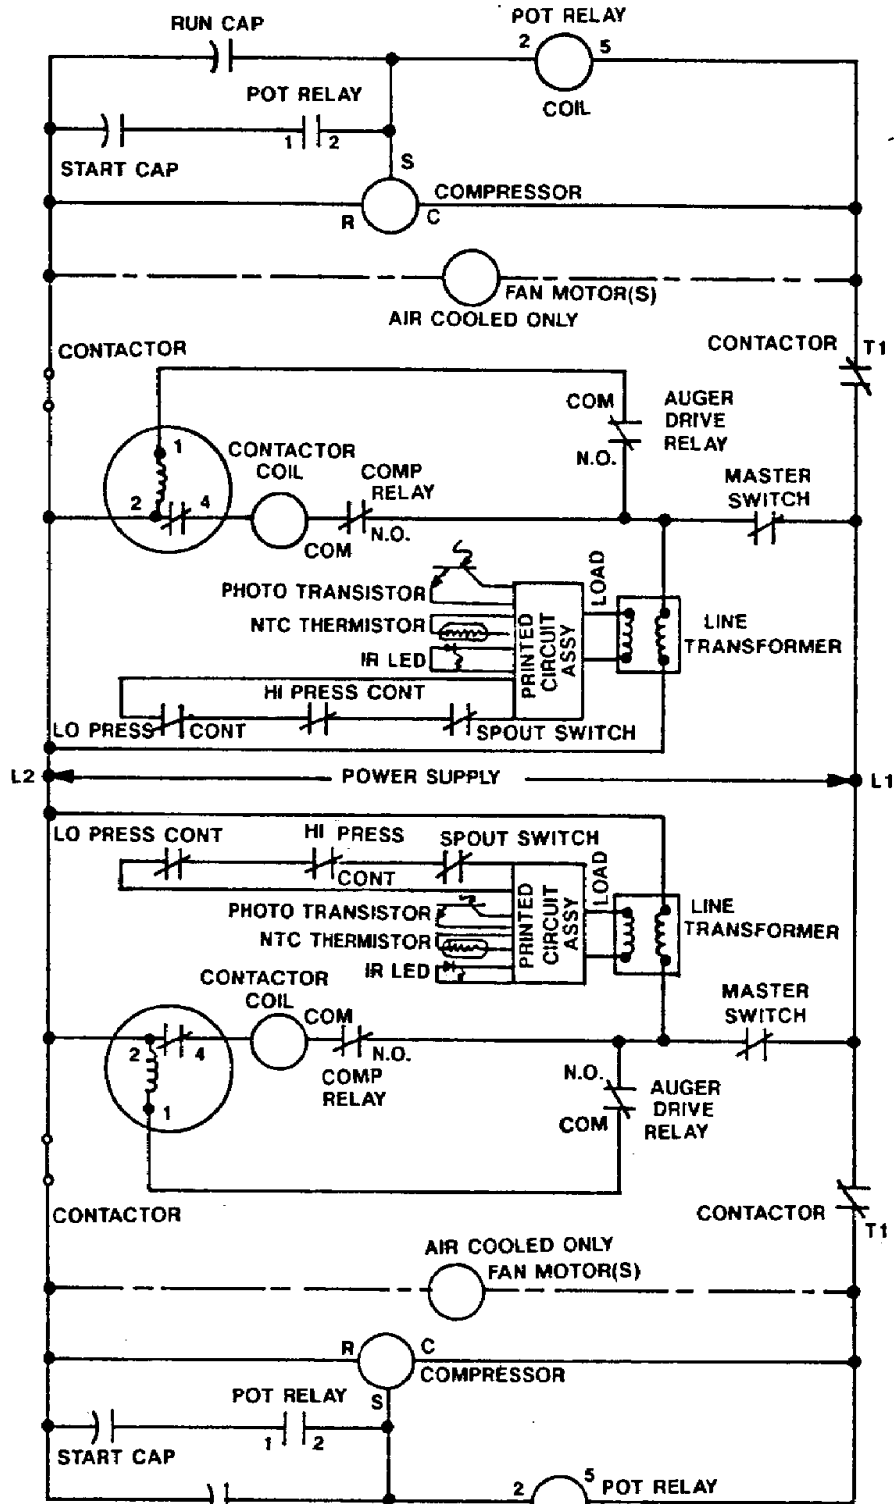 RUN CAP
POT RELAY
2 5
COIL
POT RELAY
1 2
START CAP
S
COMPRESSOR
R C
FAN MOTOR(S)
AIR COOLED ONLY
CONTACTOR
CONTACTOR T1
COM
AUGER
DRIVE
RELAY
N.O.
1
CONTACTOR
COIL
COMP
RELAY
MASTER
SWITCH
2 4
COM
N.O.
PHOTO TRANSISTOR
NTC THERMISTOR
IR LED
PRINTED
CIRCUIT
ASSY
LOAD
LINE
TRANSFORMER
HI PRESS CONT
LO PRESS CONT
SPOUT SWITCH
L2 POWER SUPPLY L1
LO PRESS CONT
HI PRESS
CONT
SPOUT SWITCH
PHOTO TRANSISTOR
NTC THERMISTOR
IR LED
PRINTED
CIRCUIT
ASSY
LOAD
LINE
TRANSFORMER
CONTACTOR
COIL
COM
MASTER
SWITCH
2 4
N.O.
COMP
RELAY
1
N.O.
COM
AUGER
DRIVE
RELAY
CONTACTOR
CONTACTOR
T1
AIR COOLED ONLY
FAN MOTOR(S)
R C
COMPRESSOR
S
POT RELAY
1 2
START CAP
2 5 POT RELAY